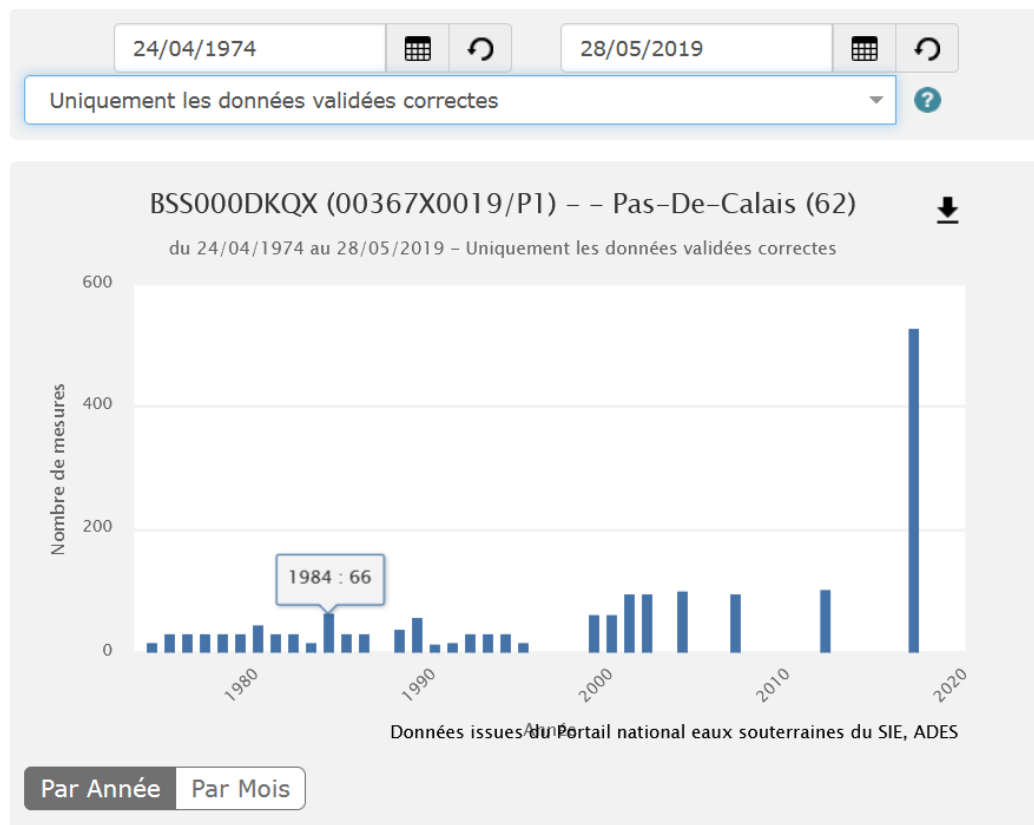 24/04/1974 28/05/2019
Uniquement les données validées correctes ?
BSS000DKQX (00367X0019/P1) – – Pas–De–Calais (62)
du 24/04/1974 au 28/05/2019 – Uniquement les données validées correctes
600
400
200
0
Nombre de mesures
1984 : 66
1980 1990 2000 2010 2020
Année
Données issues du Portail national eaux souterraines du SIE, ADES
Par Année Par Mois